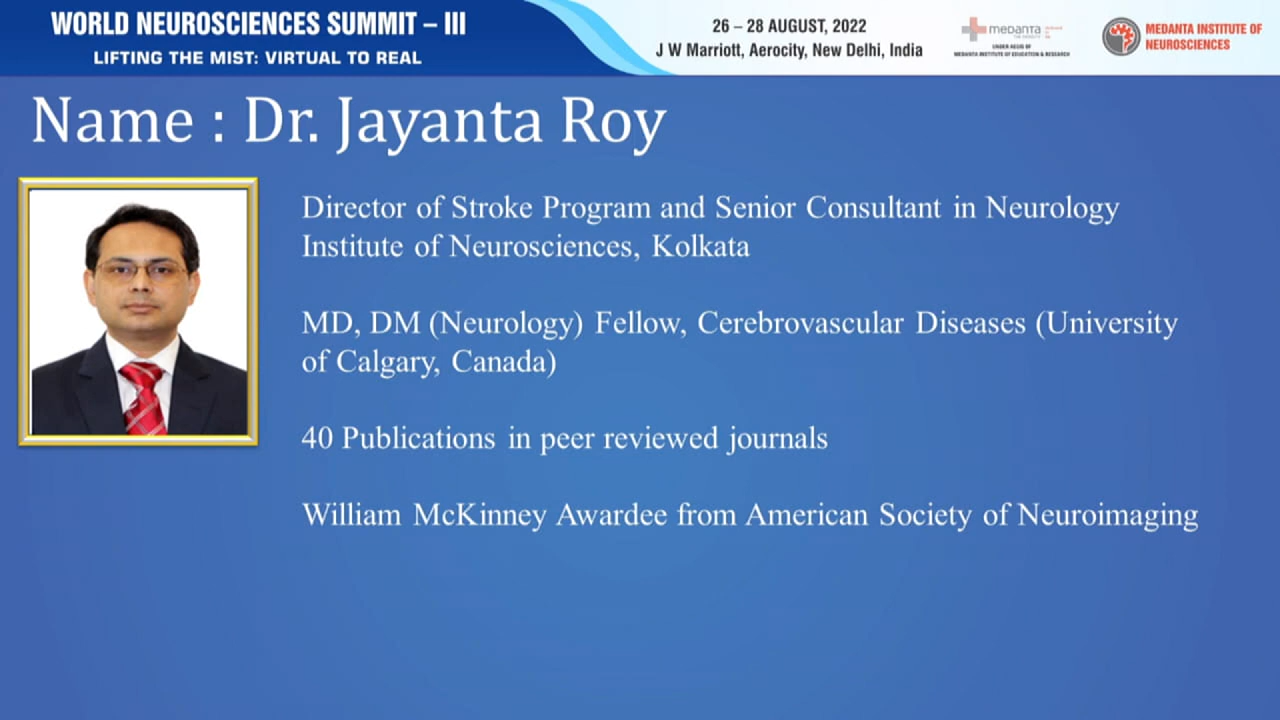 WORLD NEUROSCIENCES SUMMIT – III
LIFTING THE MIST: VIRTUAL TO REAL
26 – 28 AUGUST, 2022
J W Marriott, Aerocity, New Delhi, India
medanta
UNDER AEGIS OF
MEDANTA INSTITUTE OF EDUCATION & RESEARCH
MEDANTA INSTITUTE OF
NEUROSCIENCES
Name : Dr. Jayanta Roy
Director of Stroke Program and Senior Consultant in Neurology
Institute of Neurosciences, Kolkata
MD, DM (Neurology) Fellow, Cerebrovascular Diseases (University
of Calgary, Canada)
40 Publications in peer reviewed journals
William McKinney Awardee from American Society of Neuroimaging